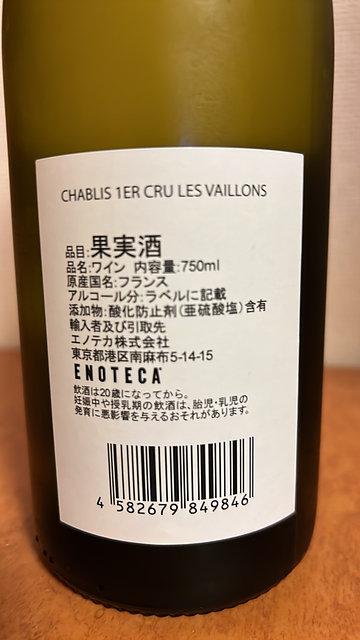 CHABLIS 1ER CRU LES VAILLONS
品目:果実酒
品名:ワイン 内容量:750ml
原産国名:フランス
アルコール分:ラベルに記載
添加物:酸化防止剤(亜硫酸塩)含有
輸入者及び引取先
エノテカ株式会社
東京都港区南麻布5-14-15
ENOTECA
飲酒は20歳になってから。
妊娠中や授乳期の飲酒は、胎児・乳児の
発育に悪影響を与えるおそれがあります。
4 582679 849846